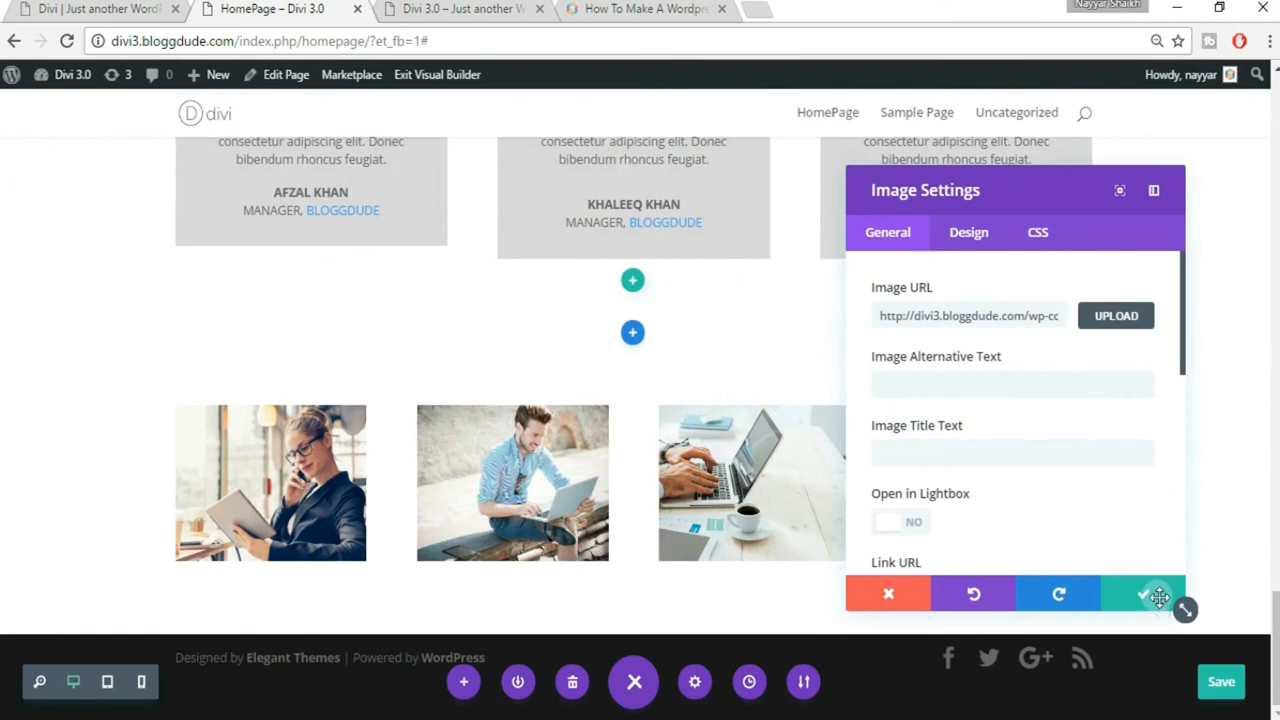 Divi | Just another WordP
HomePage – Divi 3.0
Divi 3.0 – Just another W
How To Make A Wordpre
Nayyar Shaikh
divi3.bloggdude.com/index.php/homepage/?et_fb=1#
Divi 3.0
3
0
New
Edit Page
Marketplace
Exit Visual Builder
Howdy, nayyar
divi
HomePage
Sample Page
Uncategorized
consectetur adipiscing elit. Donec
bibendum rhoncus feugiat.
AFZAL KHAN
MANAGER, BLOGGDUDE
consectetur adipiscing elit. Donec
bibendum rhoncus feugiat.
KHALEEQ KHAN
MANAGER, BLOGGDUDE
consectetur adipiscing elit. Donec
bibendum rhoncus feugiat.
Image Settings
General
Design
CSS
Image URL
http://divi3.bloggdude.com/wp-cc
UPLOAD
Image Alternative Text
Image Title Text
Open in Lightbox
NO
Link URL
Designed by Elegant Themes | Powered by WordPress
Save